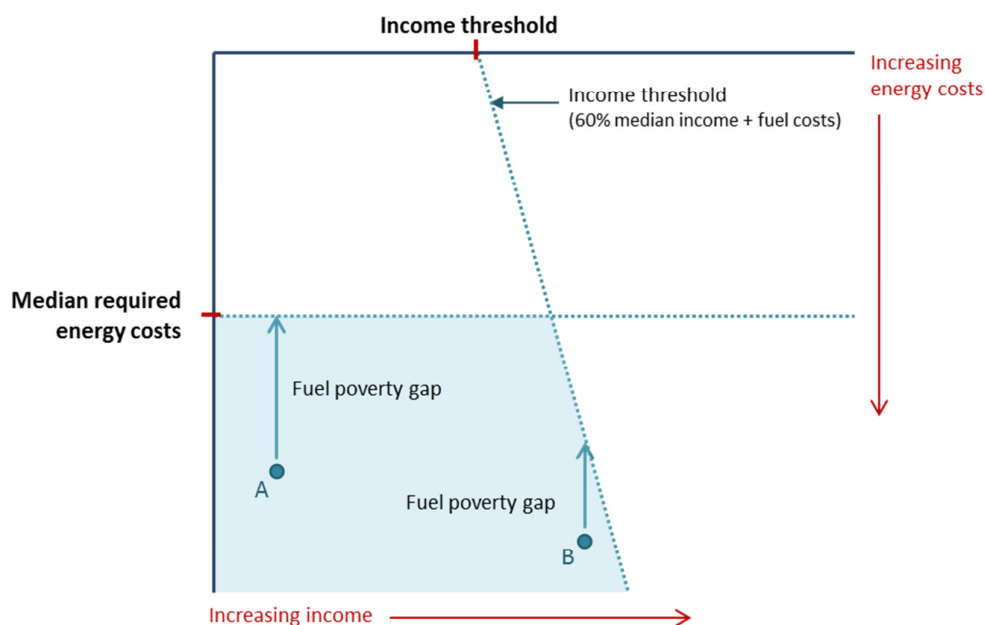 Income threshold
Increasing
energy costs
Income threshold
(60% median income + fuel costs)
Median required
energy costs
Fuel poverty gap
A
Fuel poverty gap
B
Increasing income